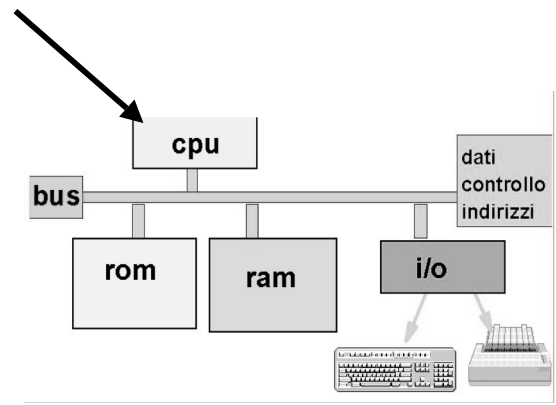 cpu
bus
dati
controllo
indirizzi
rom
ram
i/o